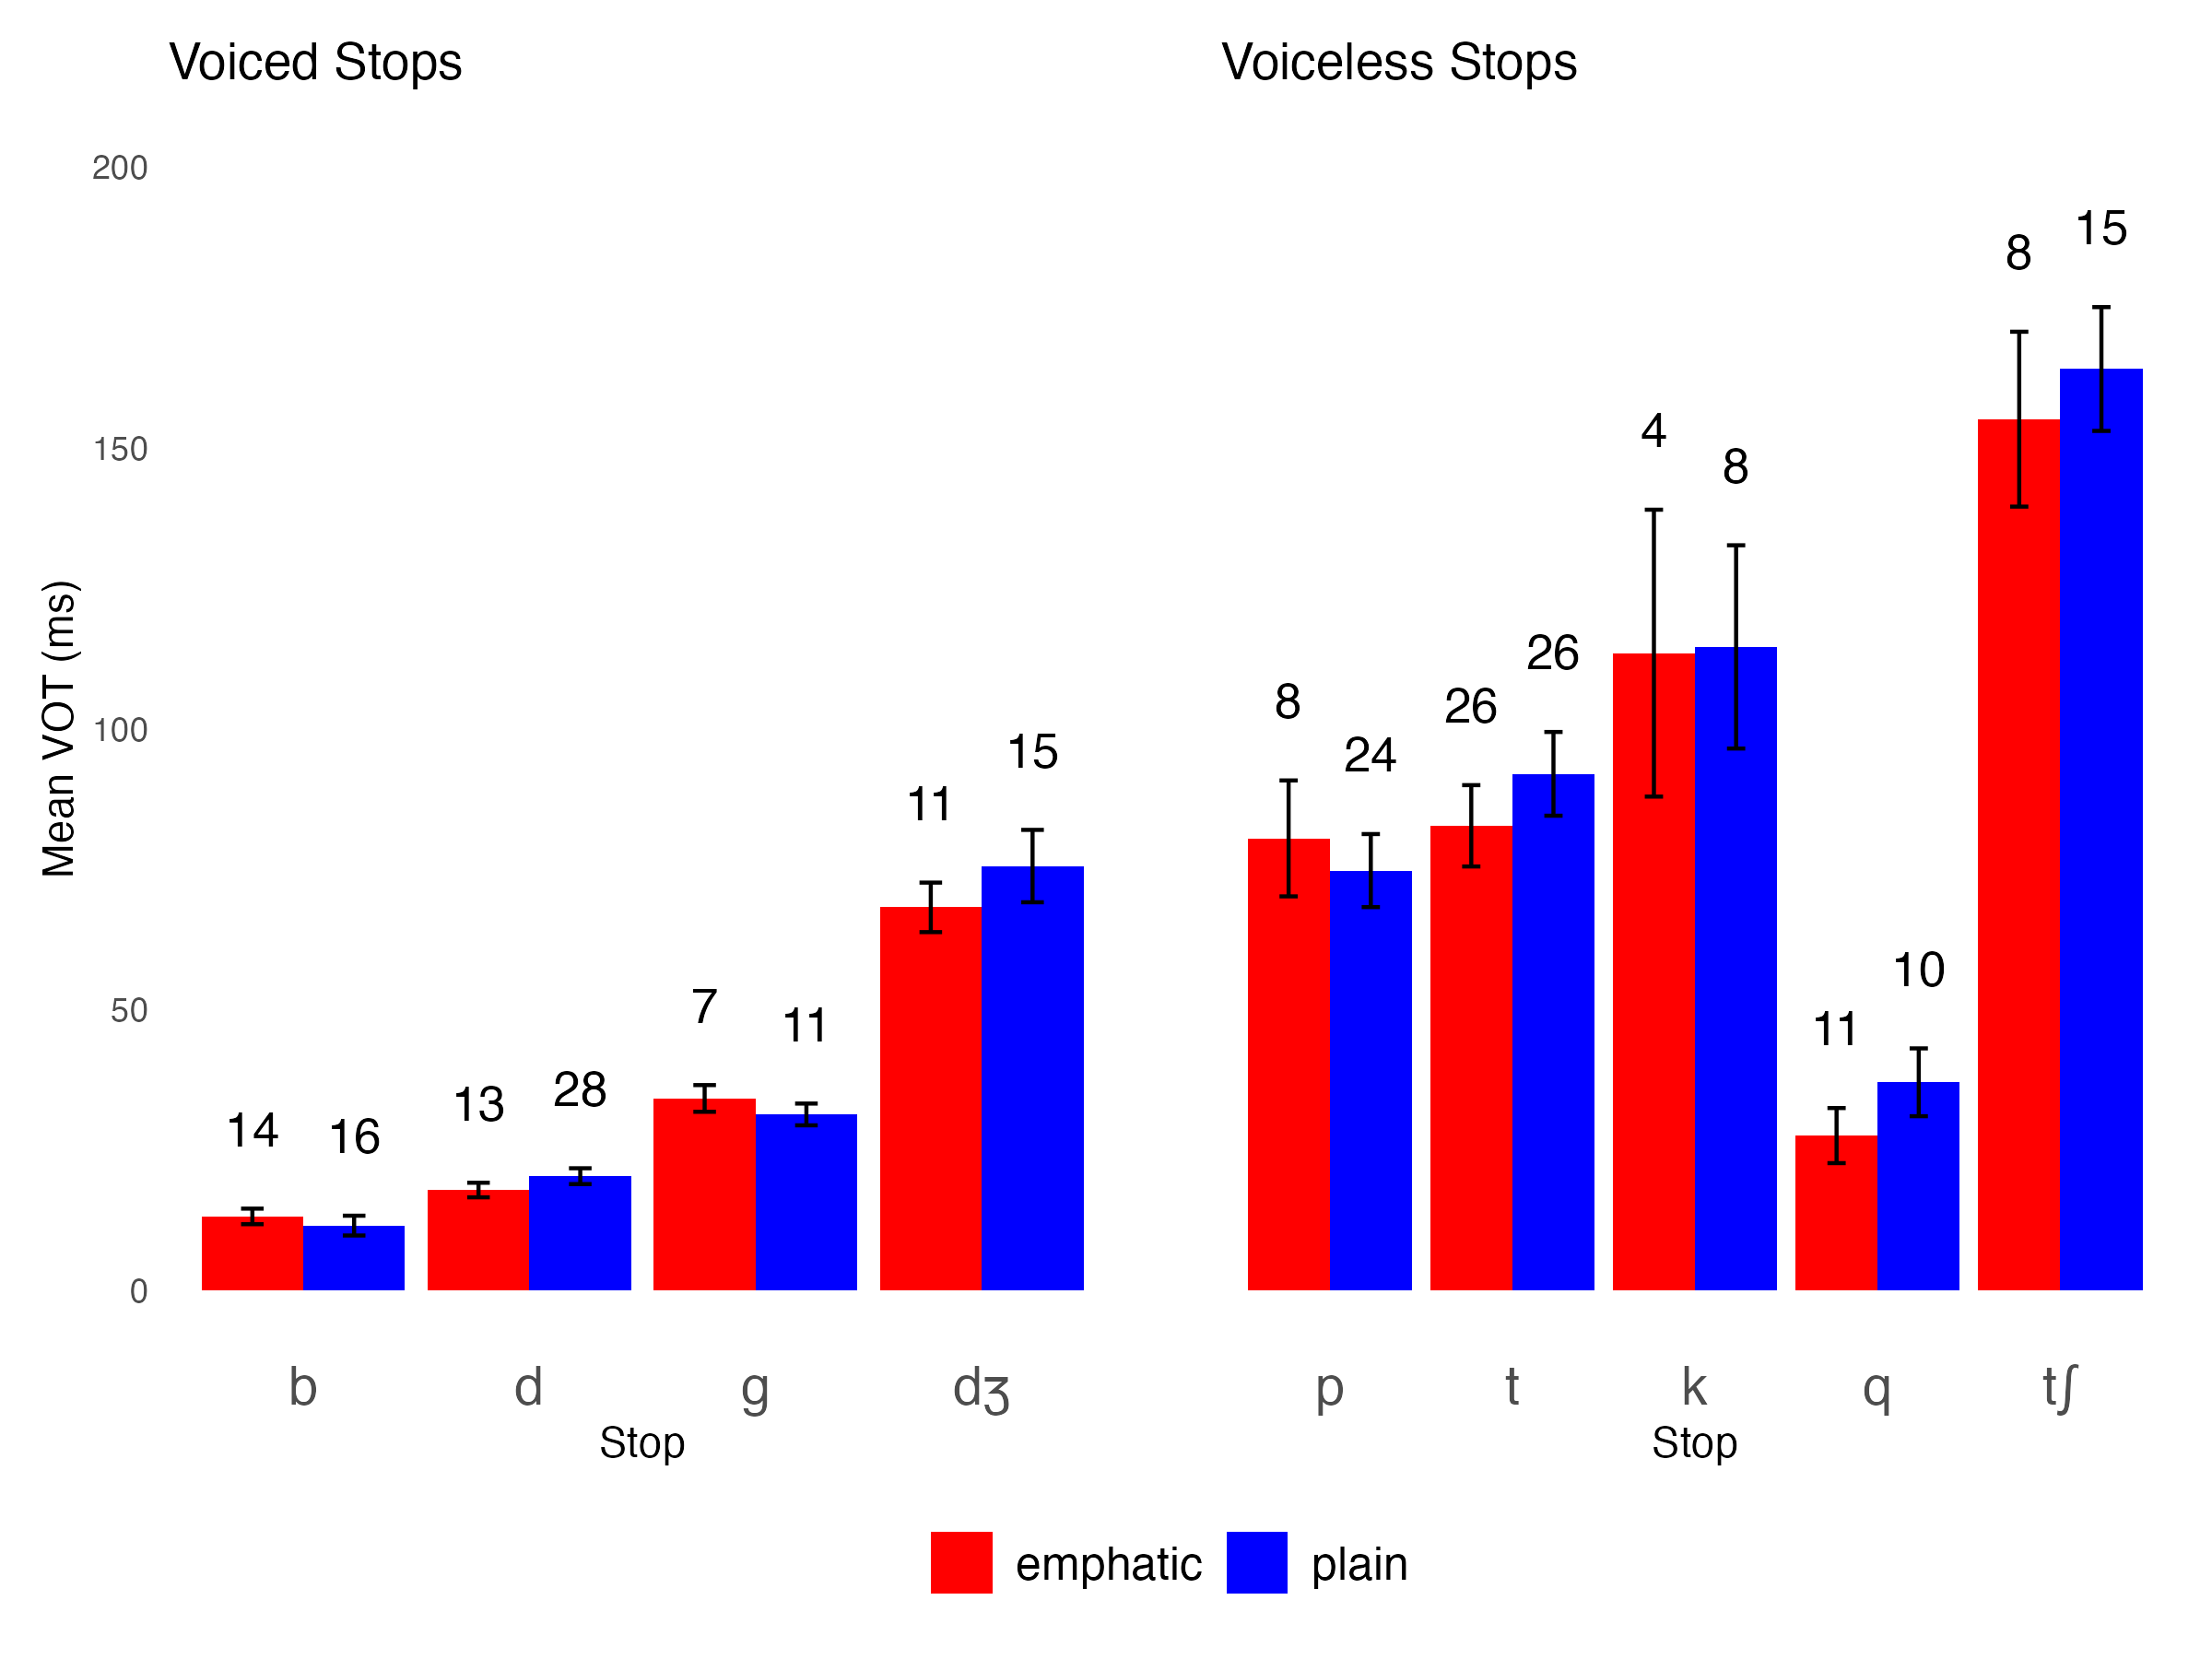 Voiced Stops
Voiceless Stops
Mean VOT (ms)
200
150
100
50
0
14 16 13 28 7 11 11 15
8 24 26 26 4 8 11 10 8 15
b d g dʒ
p t k q tʃ
Stop
Stop
emphatic plain